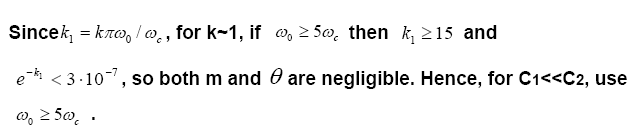 Since k₁ = kπω₀ / ω꜀, for k~1, if ω₀ ≥ 5ω꜀ then k₁ ≥ 15 and
e^{-k₁} < 3·10⁻⁷, so both m and θ are negligible. Hence, for C1<<C2, use
ω₀ ≥ 5ω꜀ .